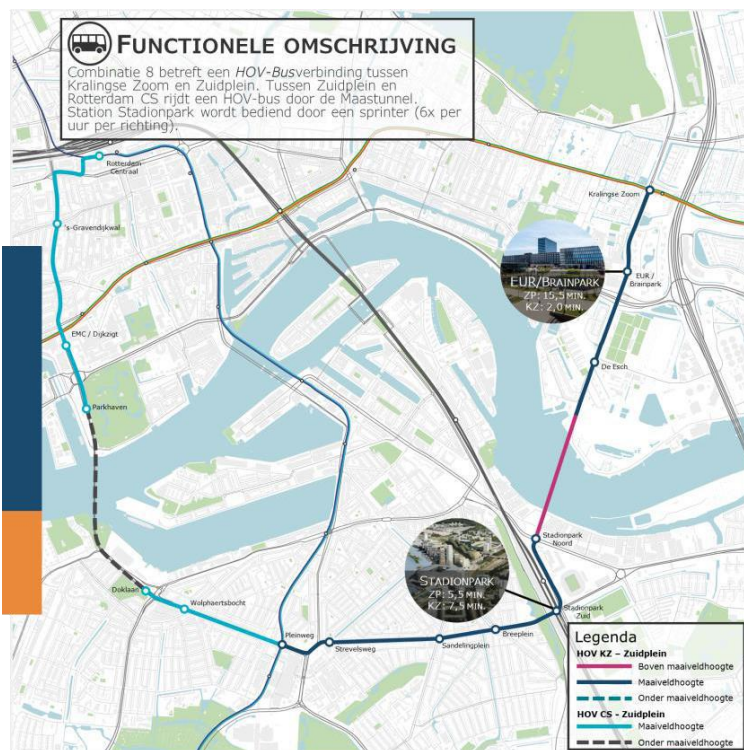 FUNCTIONELE OMSCHRIJVING
Combinatie 8 betreft een HOV-Busverbinding tussen
Kralingse Zoom en Zuidplein. Tussen Zuidplein en
Rotterdam CS rijdt een HOV-bus door de Maastunnel.
Station Stadionpark wordt bediend door een sprinter (6x per
uur per richting).
Rotterdam
Centraal
Kralingse Zoom
's-Gravendijkwal
EUR/BRAINPARK
ZP: 15,5 MIN.
KZ: 2,0 MIN.
EUR /
Brainpark
EMC / Dijkzigt
De Esch
Parkhaven
Stadionpark
Noord
STADIONPARK
ZP: 5,5 MIN.
KZ: 7,5 MIN.
Doklaan
Wolphaertsbocht
Stadionpark
Zuid
Pleinweg
Strevelsweg
Sandelingplein
Breeplein
Legenda
HOV KZ – Zuidplein
Boven maaiveldhoogte
Maaiveldhoogte
Onder maaiveldhoogte
HOV CS - Zuidplein
Maaiveldhoogte
Onder maaiveldhoogte